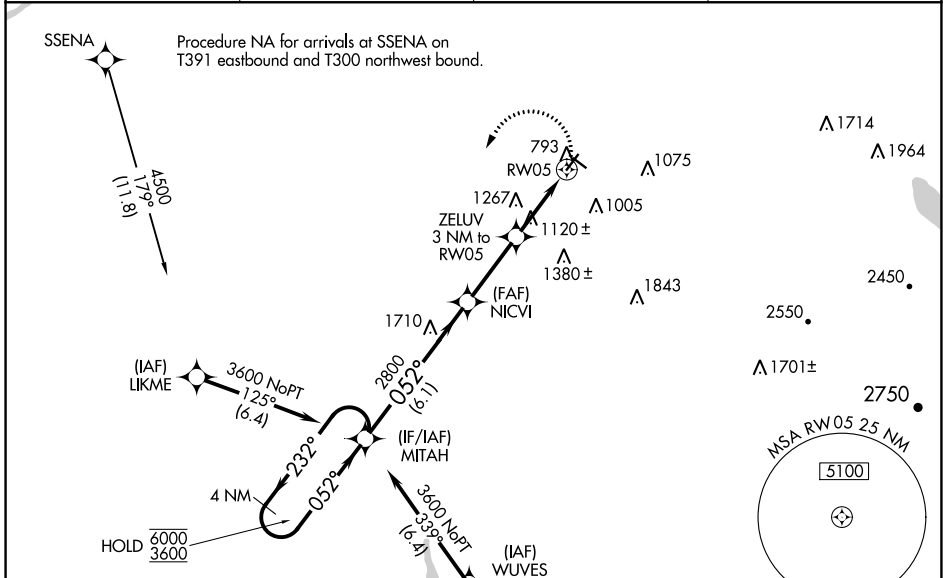 SSENA
Procedure NA for arrivals at SSENA on
T391 eastbound and T300 northwest bound.
4500
179°
(11.8)
793
RW05
1714
1964
1075
1267
1005
ZELUV
3 NM to
RW05
1120 ±
1380 ±
1843
2450
2550
(FAF)
NICVI
1710
1701±
2750
(IAF)
LIKME
3600 NoPT
125°
(6.4)
2800
052°
(6.1)
(IF/IAF)
MITAH
232°
052°
4 NM
HOLD 6000
3600
3600 NoPT
339°
(6.4)
(IAF)
WUVES
MSA RW05 25 NM
5100